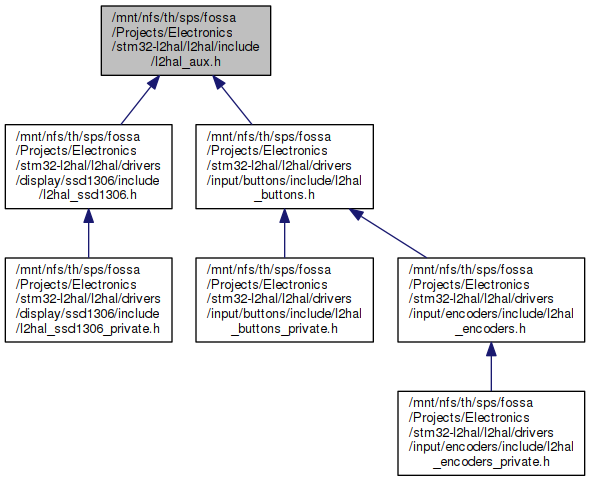 /mnt/nfs/th/sps/fossa
/Projects/Electronics
/stm32-l2hal/l2hal/include
/l2hal_aux.h
/mnt/nfs/th/sps/fossa
/Projects/Electronics
/stm32-l2hal/l2hal/drivers
/display/ssd1306/include
/l2hal_ssd1306.h
/mnt/nfs/th/sps/fossa
/Projects/Electronics
/stm32-l2hal/l2hal/drivers
/input/buttons/include/l2hal
_buttons.h
/mnt/nfs/th/sps/fossa
/Projects/Electronics
/stm32-l2hal/l2hal/drivers
/display/ssd1306/include
/l2hal_ssd1306_private.h
/mnt/nfs/th/sps/fossa
/Projects/Electronics
/stm32-l2hal/l2hal/drivers
/input/buttons/include/l2hal
_buttons_private.h
/mnt/nfs/th/sps/fossa
/Projects/Electronics
/stm32-l2hal/l2hal/drivers
/input/encoders/include/l2hal
_encoders.h
/mnt/nfs/th/sps/fossa
/Projects/Electronics
/stm32-l2hal/l2hal/drivers
/input/encoders/include/l2hal
_encoders_private.h